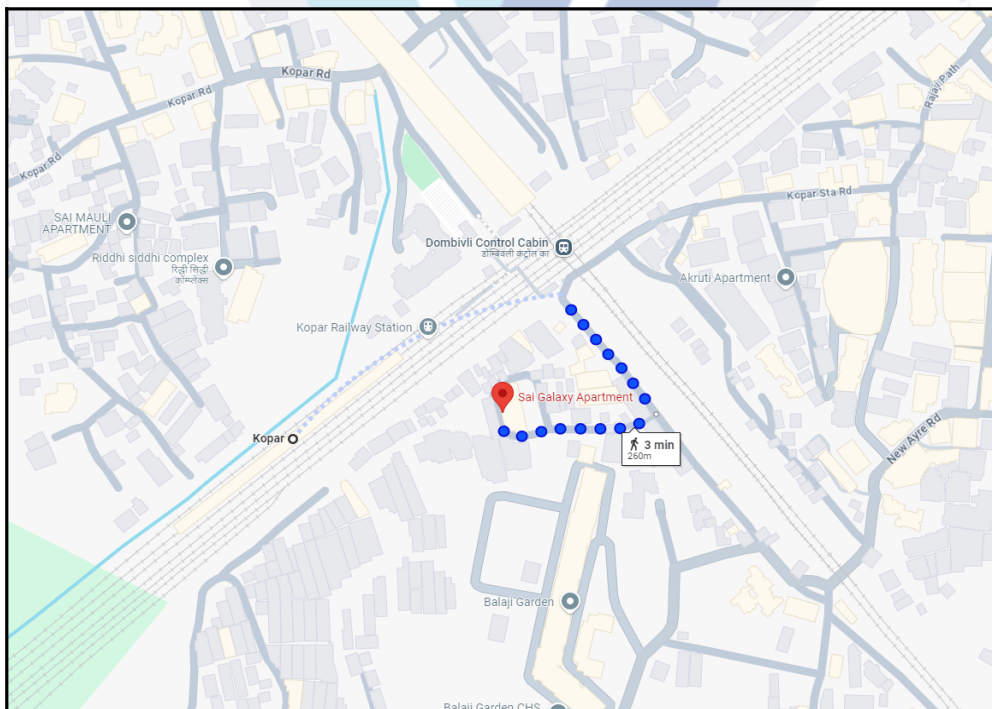 Kopar Rd
Kopar Rd
Kopar Rd
Rajaji Path
Kopar Sta Rd
SAI MAULI
APARTMENT
Dombivli Control Cabin
डोम्बिवली कंट्रोल का
Riddhi siddhi complex
रिद्धी सिद्धी
कॉम्प्लेक्स
Akruti Apartment
Kopar Railway Station
Sai Galaxy Apartment
Kopar
3 min
260m
New Ayre Rd
Balaji Garden
Balaji Garden CHS